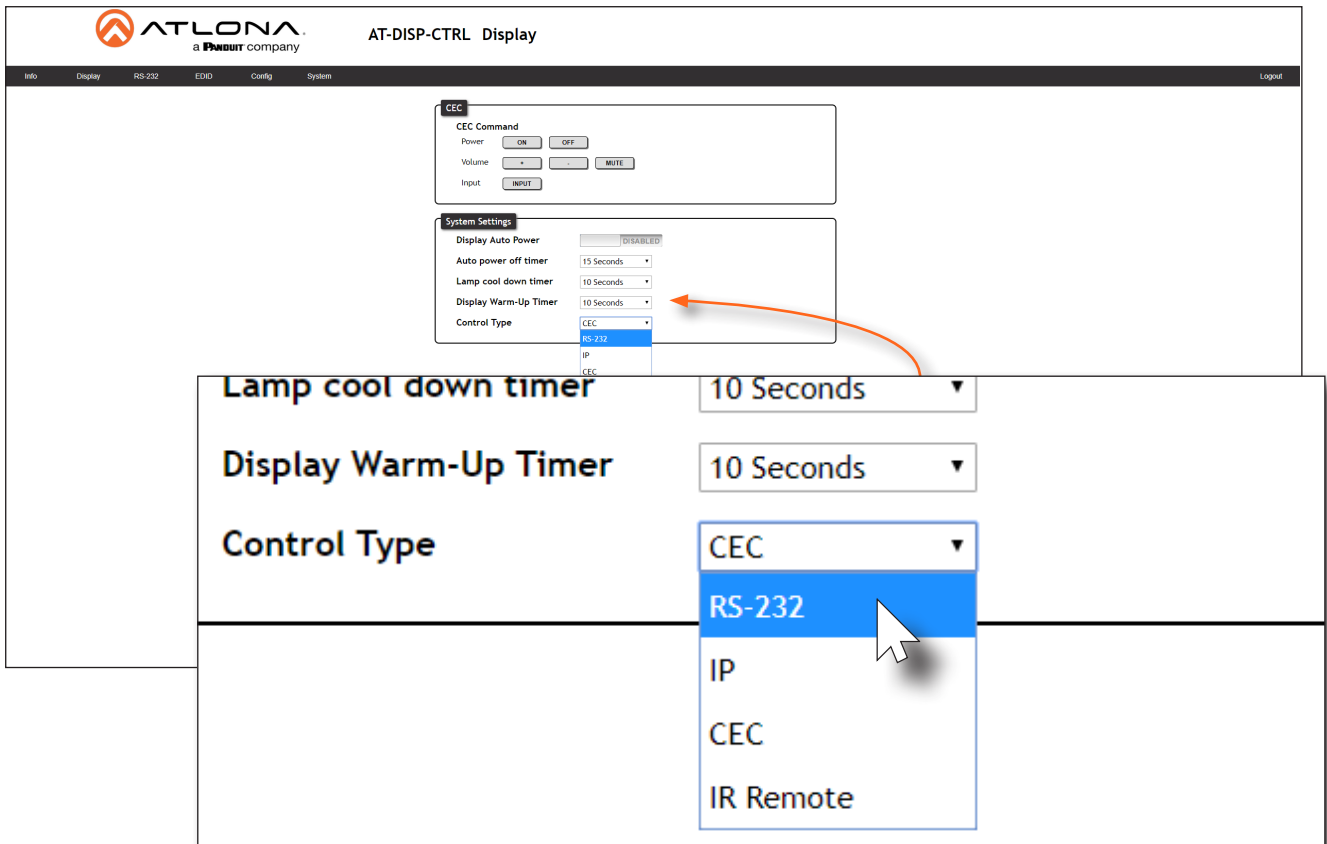 ATLONA.
a PANDUIT company
AT-DISP-CTRL Display
Info Display RS-232 EDID Config System Logout
CEC
CEC Command
Power ON OFF
Volume + - MUTE
Input INPUT
System Settings
Display Auto Power DISABLED
Auto power off timer 15 Seconds
Lamp cool down timer 10 Seconds
Display Warm-Up Timer 10 Seconds
Control Type CEC
RS-232
IP
CEC
Lamp cool down timer 10 Seconds
Display Warm-Up Timer 10 Seconds
Control Type CEC
RS-232
IP
CEC
IR Remote